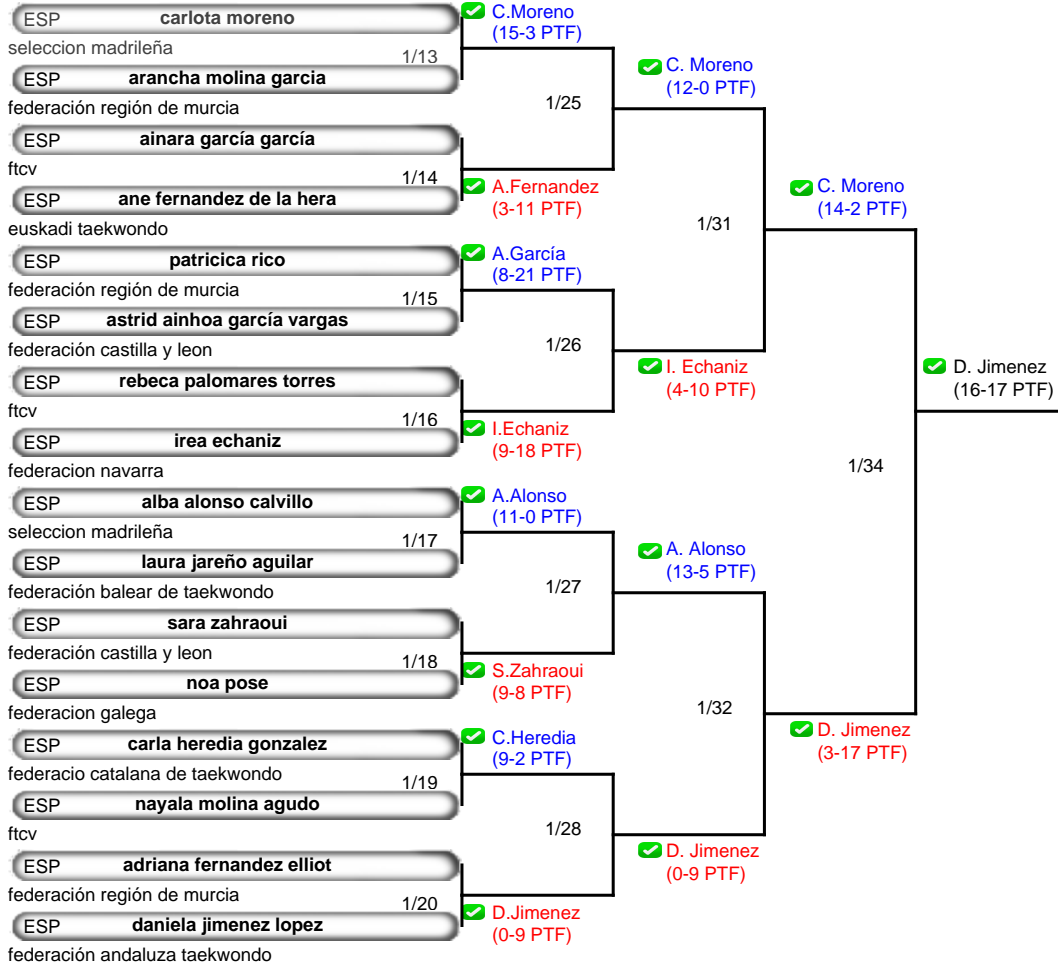 ESP carlota moreno
seleccion madrileña
1/13
ESP arancha molina garcia
federación región de murcia
ESP ainara garcía garcía
ftcv
1/14
ESP ane fernandez de la hera
euskadi taekwondo
ESP patricica rico
federación región de murcia
1/15
ESP astrid ainhoa garcía vargas
federación castilla y leon
ESP rebeca palomares torres
ftcv
1/16
ESP irea echaniz
federacion navarra
ESP alba alonso calvillo
seleccion madrileña
1/17
ESP laura jareño aguilar
federación balear de taekwondo
ESP sara zahraoui
federación castilla y leon
1/18
ESP noa pose
federacion galega
ESP carla heredia gonzalez
federacio catalana de taekwondo
1/19
ESP nayala molina agudo
ftcv
ESP adriana fernandez elliot
federación región de murcia
1/20
ESP daniela jimenez lopez
federación andaluza taekwondo
C.Moreno
(15-3 PTF)
1/25
A.Fernandez
(3-11 PTF)
A.García
(8-21 PTF)
1/26
I.Echaniz
(9-18 PTF)
A.Alonso
(11-0 PTF)
1/27
S.Zahraoui
(9-8 PTF)
C.Heredia
(9-2 PTF)
1/28
D.Jimenez
(0-9 PTF)
C. Moreno
(12-0 PTF)
1/31
I. Echaniz
(4-10 PTF)
A. Alonso
(13-5 PTF)
1/32
D. Jimenez
(0-9 PTF)
C. Moreno
(14-2 PTF)
1/34
D. Jimenez
(3-17 PTF)
D. Jimenez
(16-17 PTF)